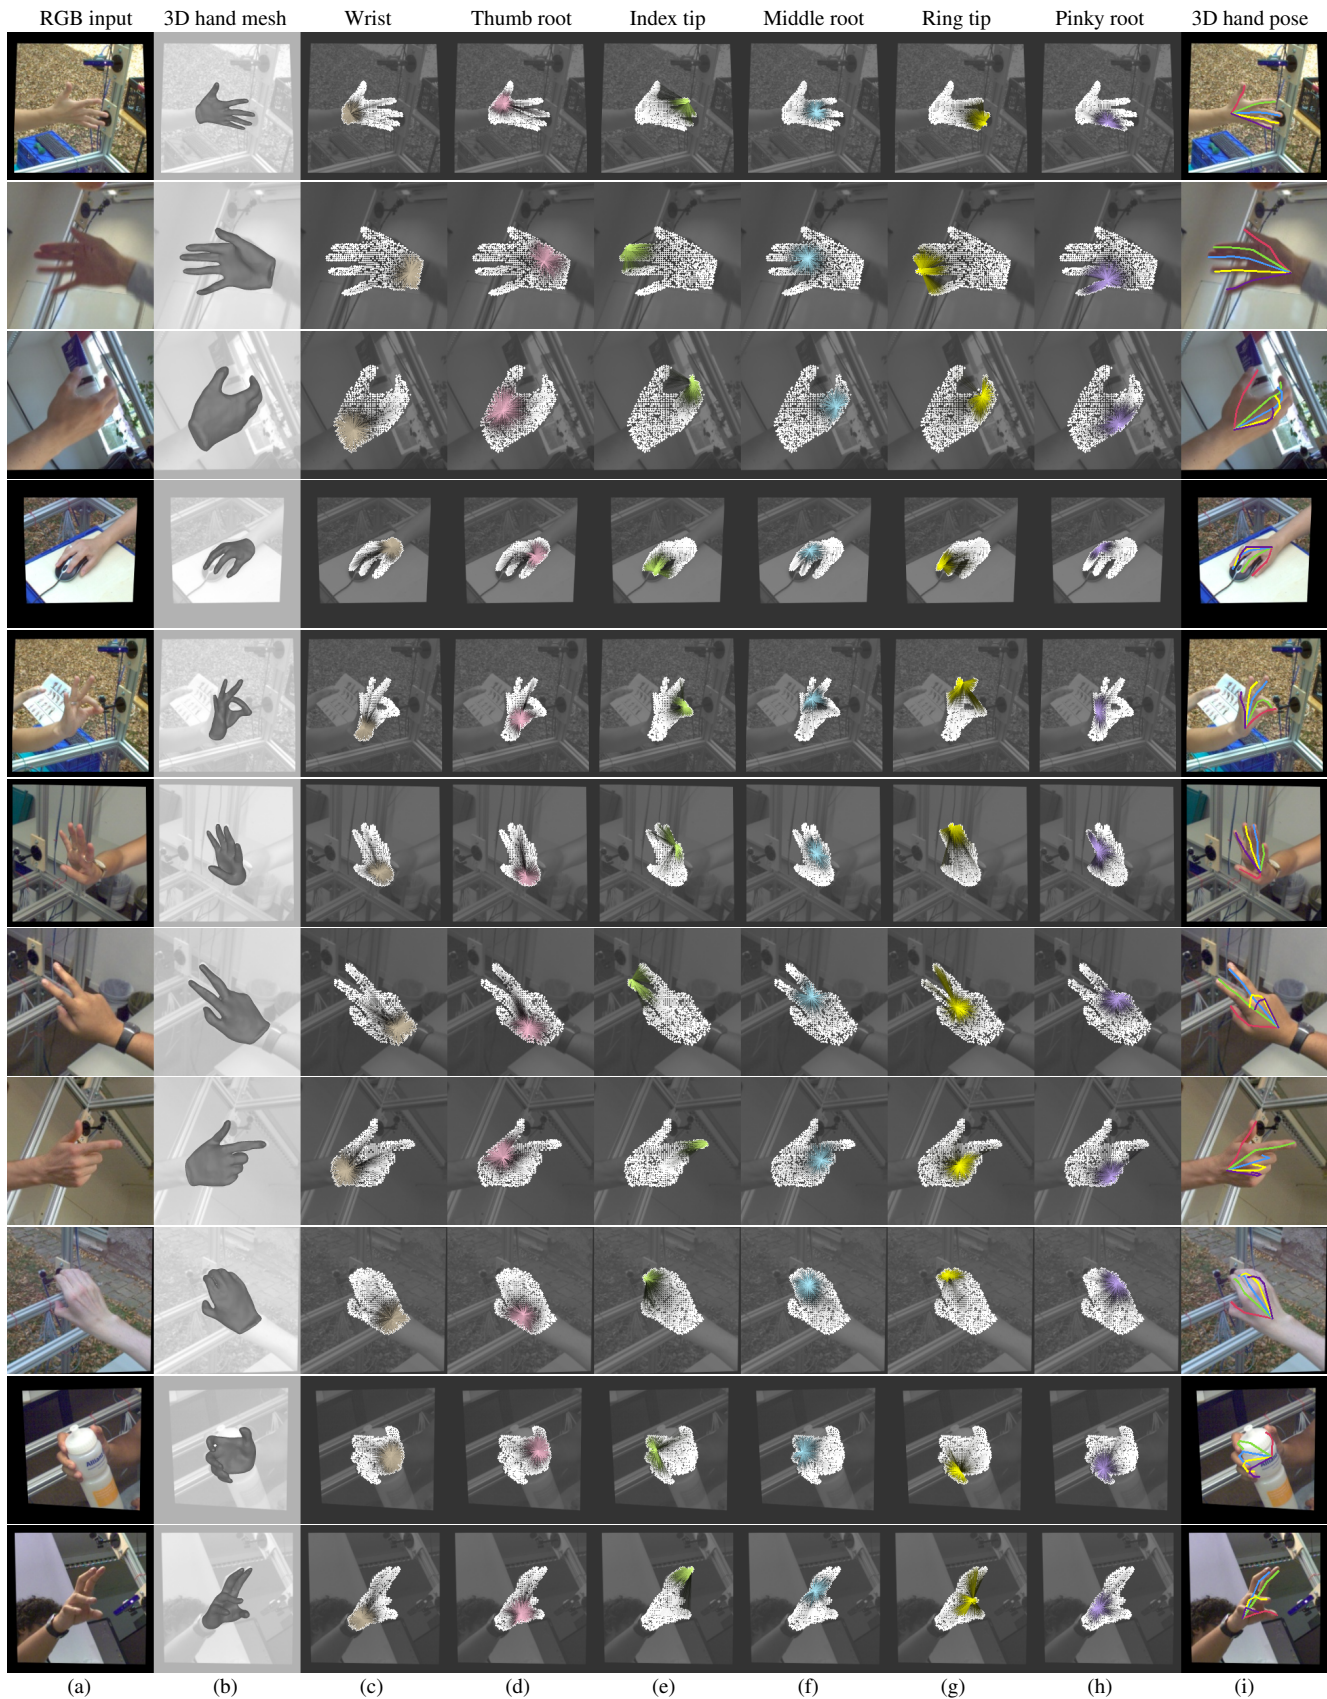 RGB input 3D hand mesh Wrist Thumb root Index tip Middle root Ring tip Pinky root 3D hand pose
(a) (b) (c) (d) (e) (f) (g) (h) (i)